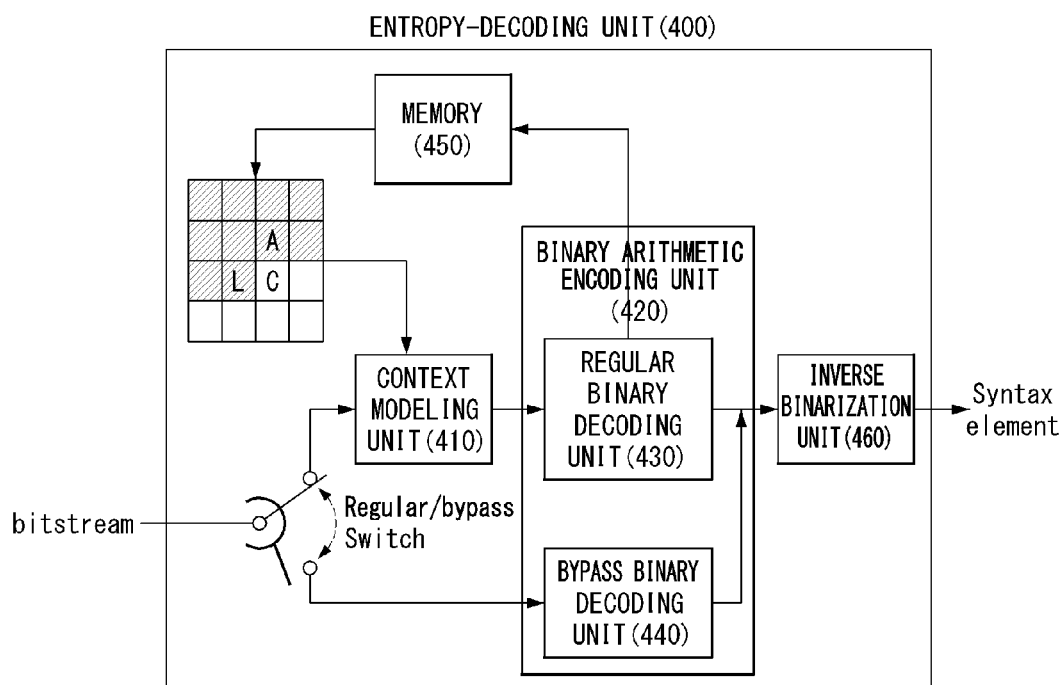 ENTROPY-DECODING UNIT(400)
MEMORY
(450)
A
L C
BINARY ARITHMETIC
ENCODING UNIT
(420)
CONTEXT
MODELING
UNIT(410)
REGULAR
BINARY
DECODING
UNIT(430)
INVERSE
BINARIZATION
UNIT(460)
Syntax
element
bitstream
Regular/bypass
Switch
BYPASS BINARY
DECODING
UNIT(440)